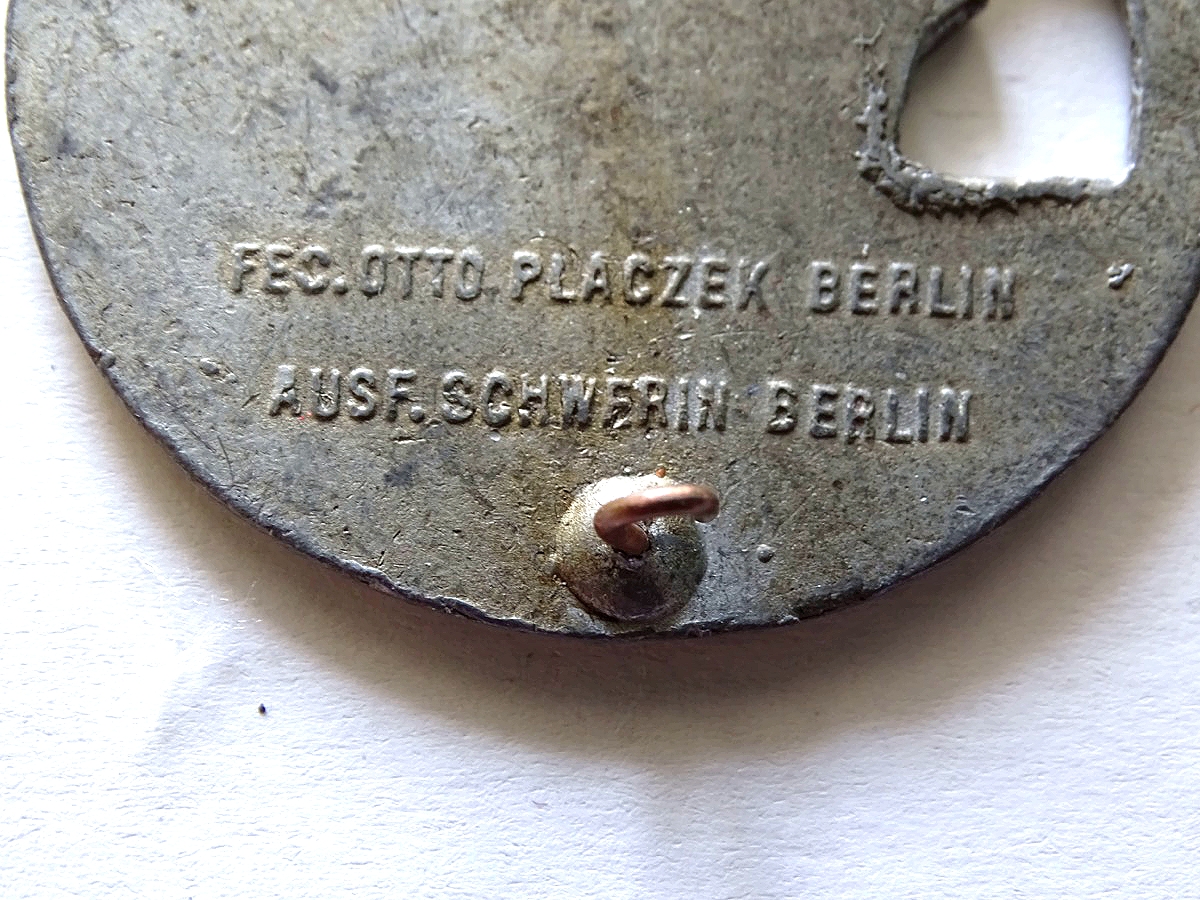 FEC. OTTO PLACZEK BERLIN
AUSF. SCHWERIN BERLIN